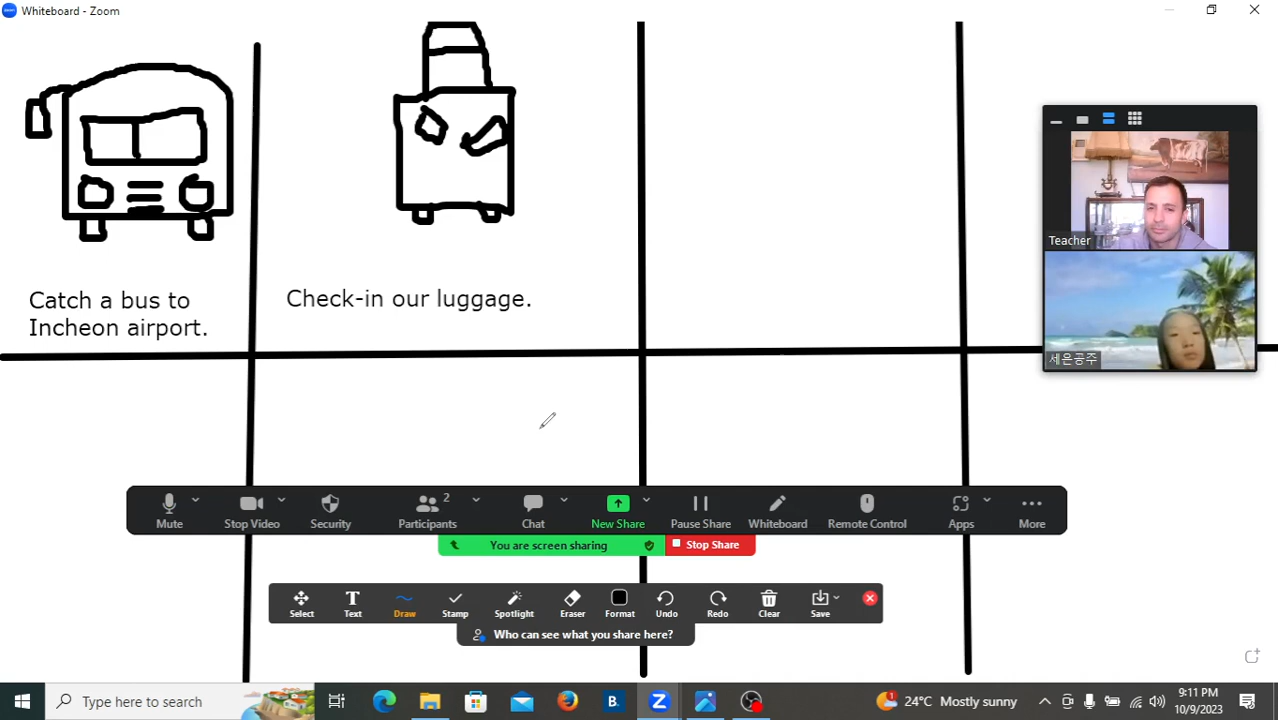 Whiteboard - Zoom
Catch a bus to
Incheon airport.
Check-in our luggage.
Teacher
세은공주
Mute
Stop Video
Security
Participants
2
Chat
New Share
Pause Share
Whiteboard
Remote Control
Apps
More
You are screen sharing
Stop Share
Select
Text
Draw
Stamp
Spotlight
Eraser
Format
Undo
Redo
Clear
Save
Who can see what you share here?
Type here to search
1
24°C Mostly sunny
9:11 PM
10/9/2023